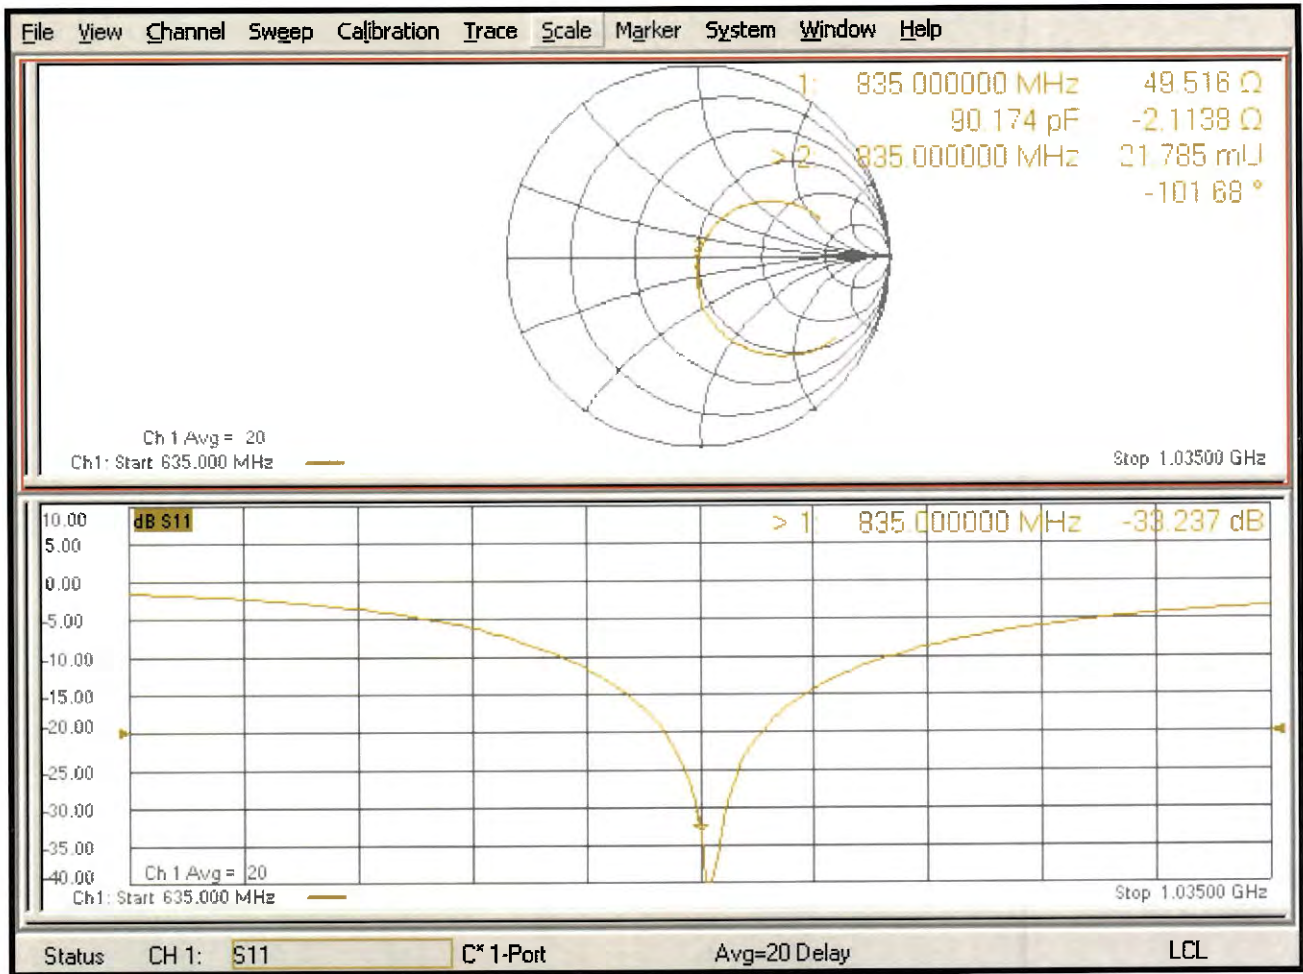 File View Channel Sweep Calibration Trace Scale Marker System Window Help
1: 835.000000 MHz 49.516 Ω
90.174 pF -2.1138 Ω
> 2: 835.000000 MHz 21.785 mU
-101.68 °
Ch 1 Avg = 20
Ch1: Start 635.000 MHz
Stop 1.03500 GHz
10.00
dB S11
> 1: 835.000000 MHz -33.237 dB
5.00
0.00
-5.00
-10.00
-15.00
-20.00
-25.00
-30.00
-35.00
-40.00
Ch 1 Avg = 20
Ch1: Start 635.000 MHz
Stop 1.03500 GHz
Status CH 1: S11 C* 1-Port Avg=20 Delay LCL